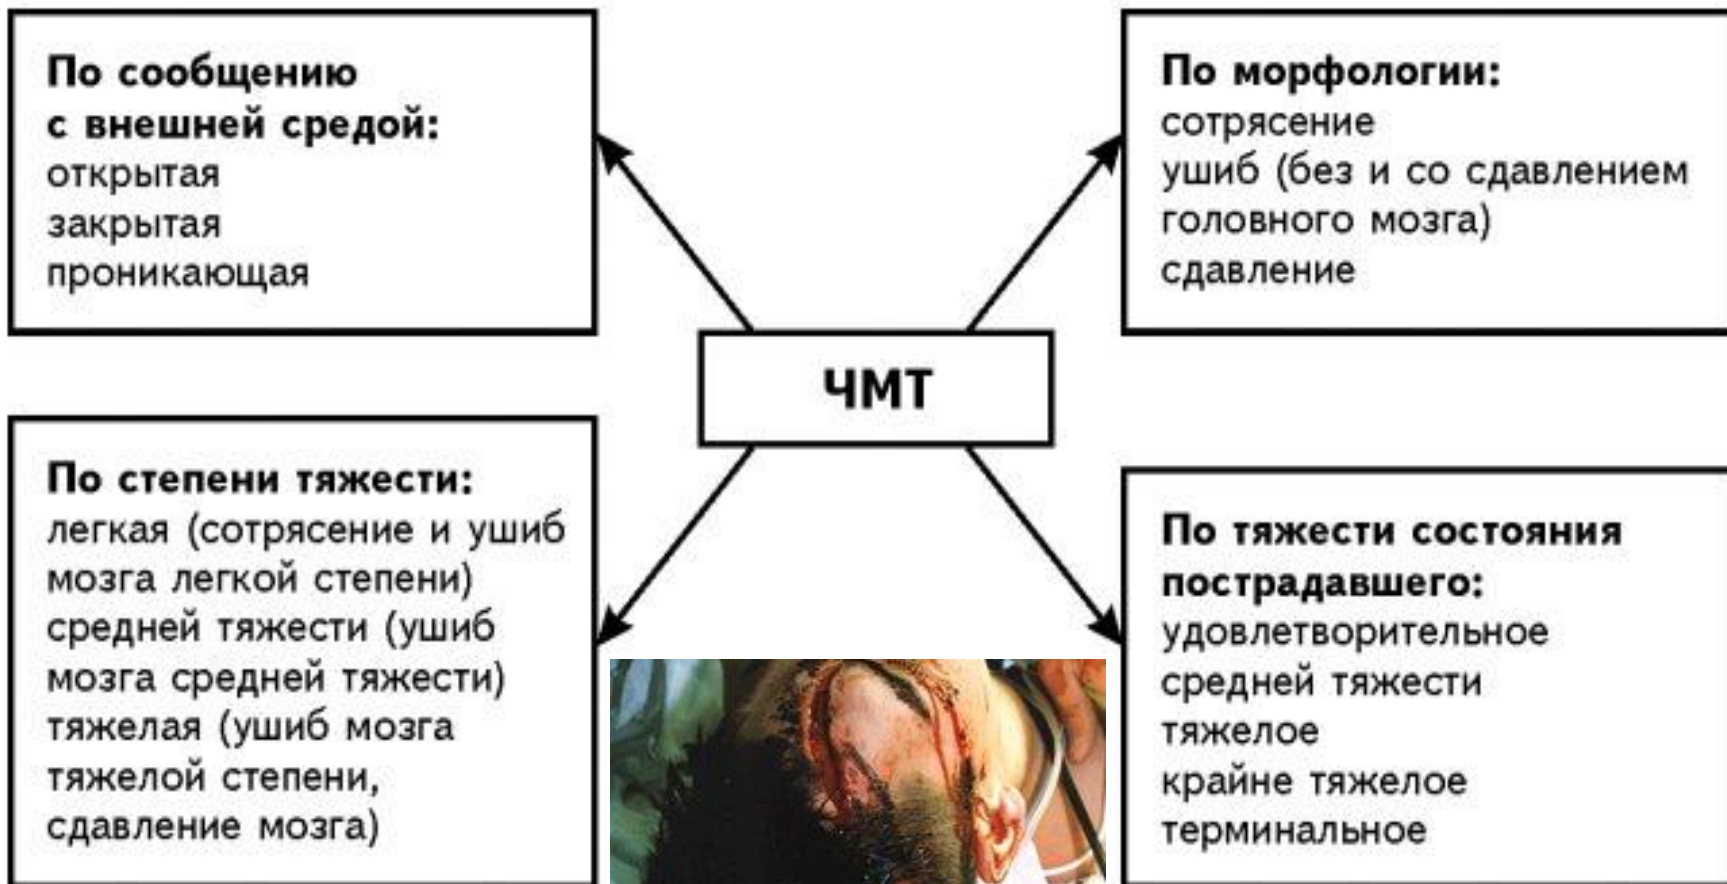 По сообщению
с внешней средой:
открытая
закрытая
проникающая
По морфологии:
сотрясение
ушиб (без и со сдавлением
головного мозга)
сдавление
ЧМТ
По степени тяжести:
легкая (сотрясение и ушиб
мозга легкой степени)
средней тяжести (ушиб
мозга средней тяжести)
тяжелая (ушиб мозга
тяжелой степени,
сдавление мозга)
По тяжести состояния
пострадавшего:
удовлетворительное
средней тяжести
тяжелое
крайне тяжелое
терминальное